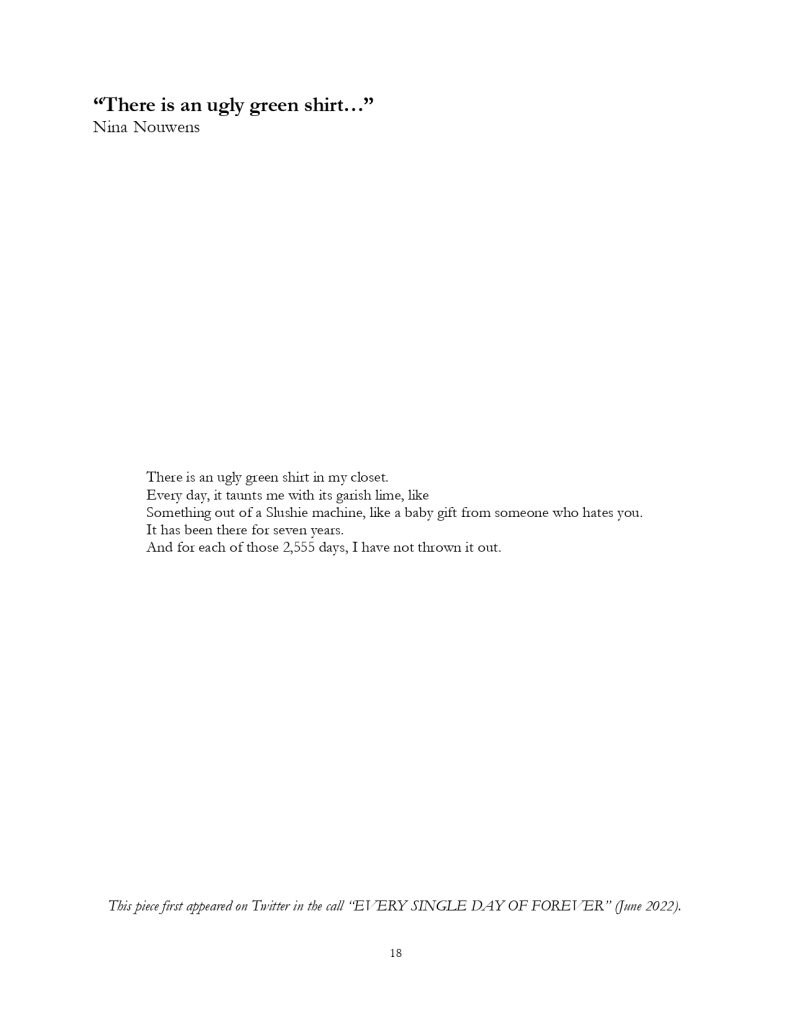 “There is an ugly green shirt…”
Nina Nouwens
There is an ugly green shirt in my closet.
Every day, it taunts me with its garish lime, like
Something out of a Slushie machine, like a baby gift from someone who hates you.
It has been there for seven years.
And for each of those 2,555 days, I have not thrown it out.
This piece first appeared on Twitter in the call “EVERY SINGLE DAY OF FOREVER” (June 2022).
18